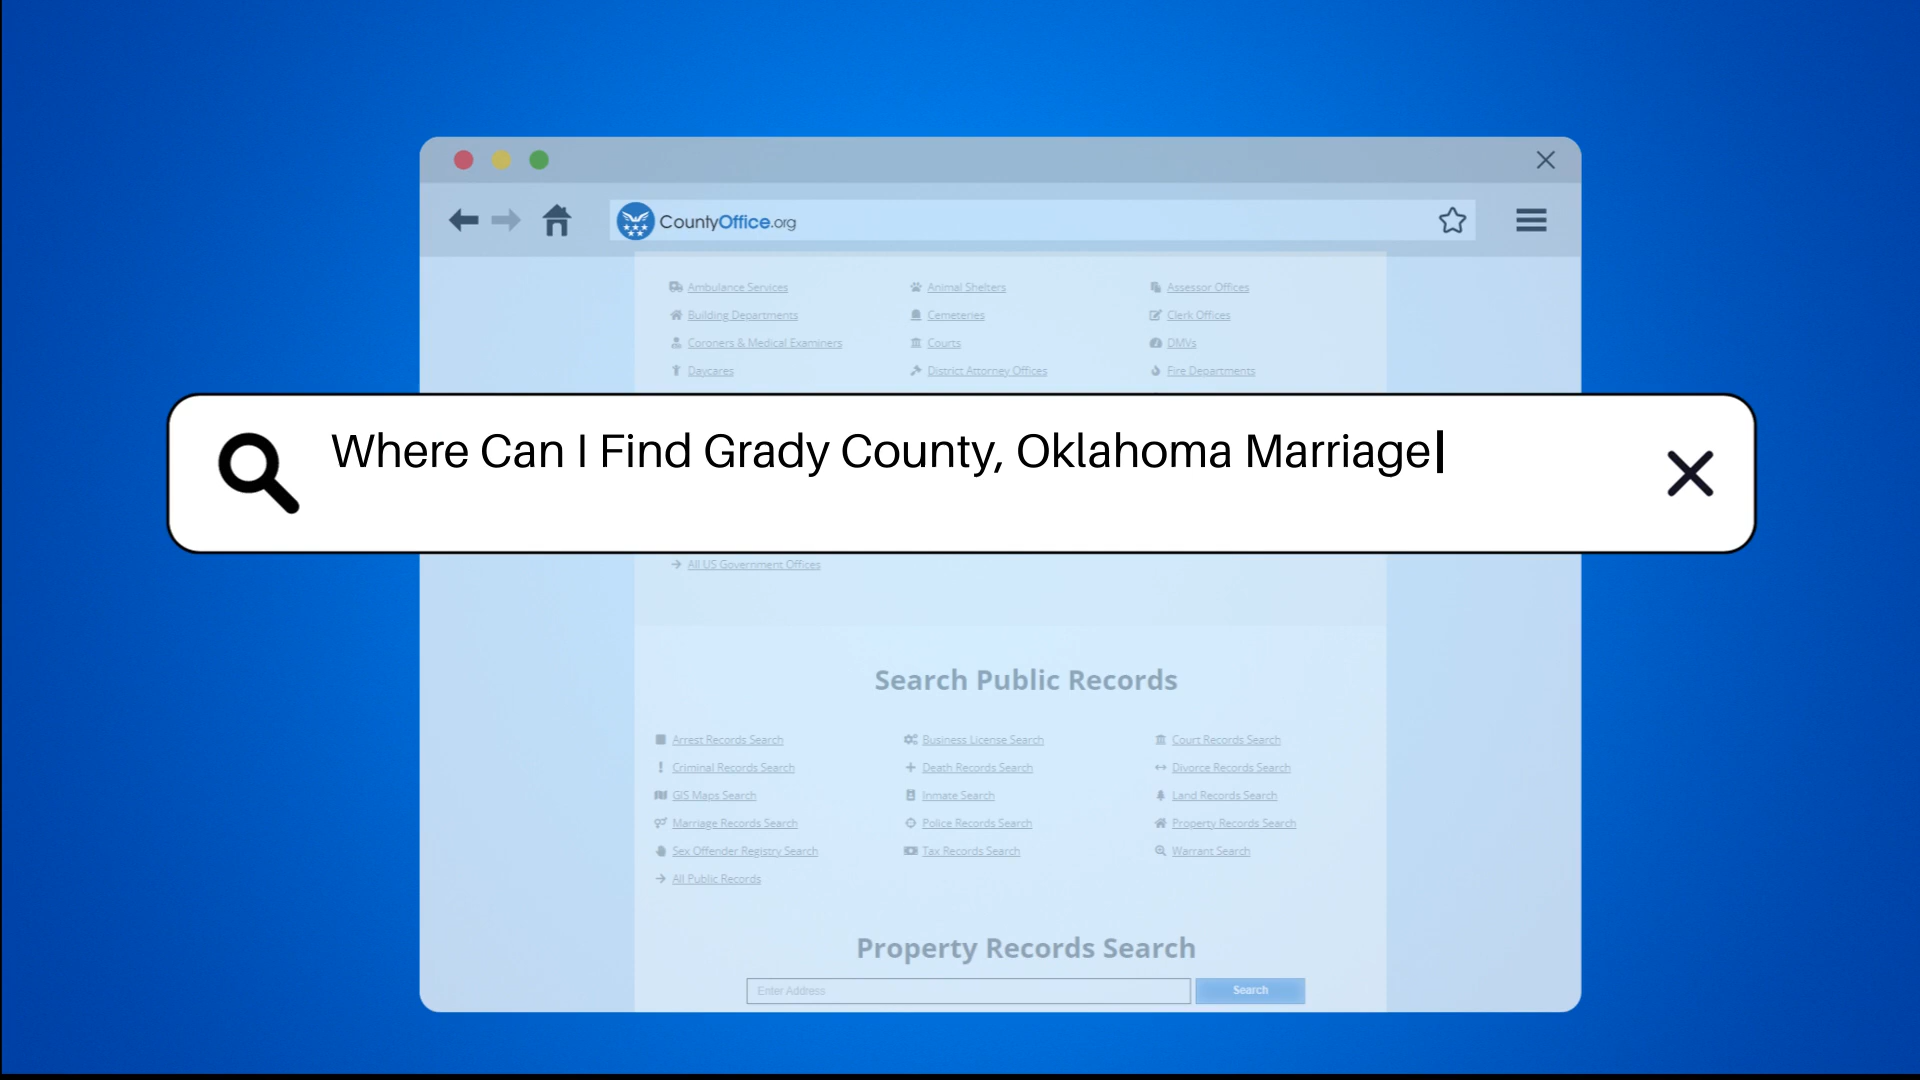 CountyOffice.org
Ambulance Services Animal Shelters Assessor Offices
Building Departments Cemeteries Clerk Offices
Coroners & Medical Examiners Courts DMVs
Daycares District Attorney Offices Fire Departments
Where Can I Find Grady County, Oklahoma Marriage
All US Government Offices
Search Public Records
Arrest Records Search Business License Search Court Records Search
Criminal Records Search Death Records Search Divorce Records Search
GIS Maps Search Inmate Search Land Records Search
Marriage Records Search Police Records Search Property Records Search
Sex Offender Registry Search Tax Records Search Warrant Search
All Public Records
Property Records Search
Enter Address Search